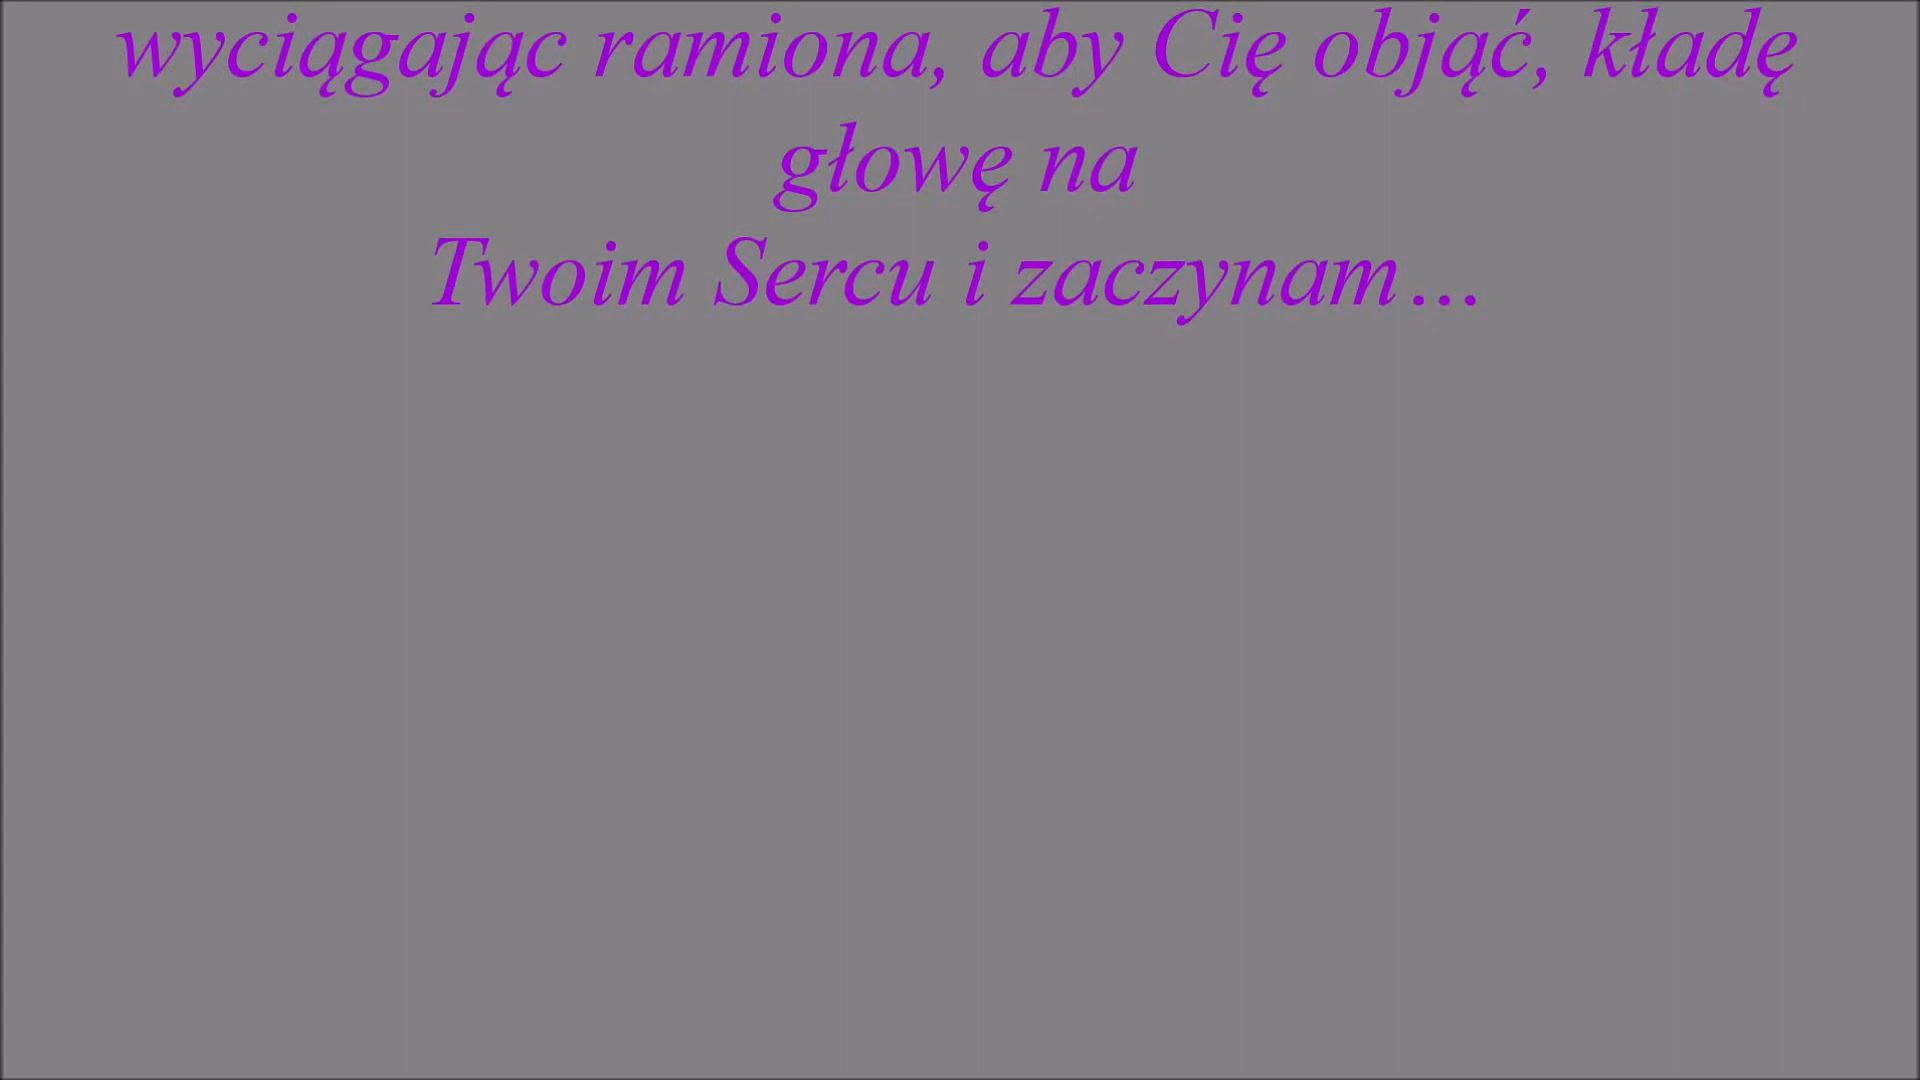 wyciągając ramiona, aby Cię objąć, kładę
głowę na
Twoim Sercu i zaczynam...